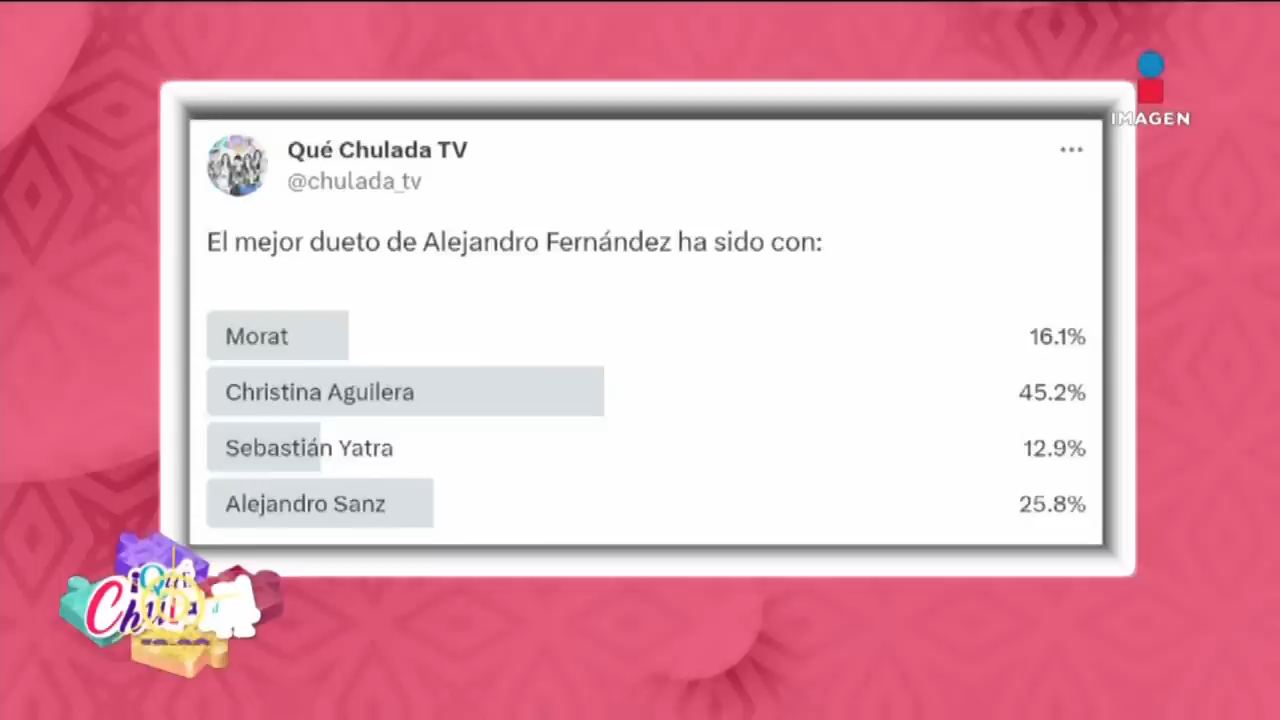 IMAGEN
Qué Chulada TV
@chulada_tv
El mejor dueto de Alejandro Fernández ha sido con:
Morat 16.1%
Christina Aguilera 45.2%
Sebastián Yatra 12.9%
Alejandro Sanz 25.8%